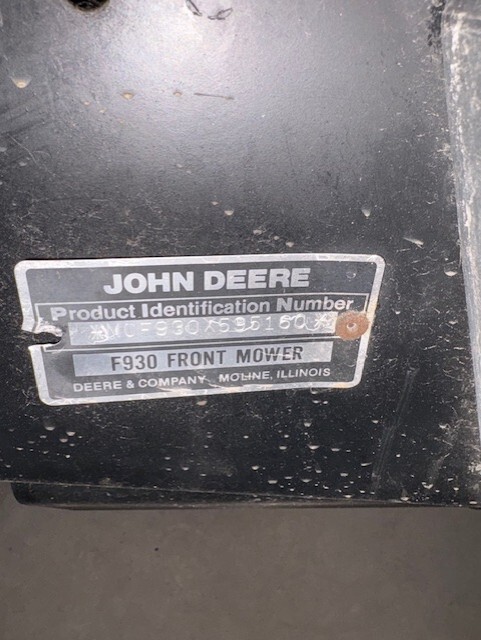 JOHN DEERE
Product Identification Number
F930 FRONT MOWER
DEERE & COMPANY MOLINE, ILLINOIS